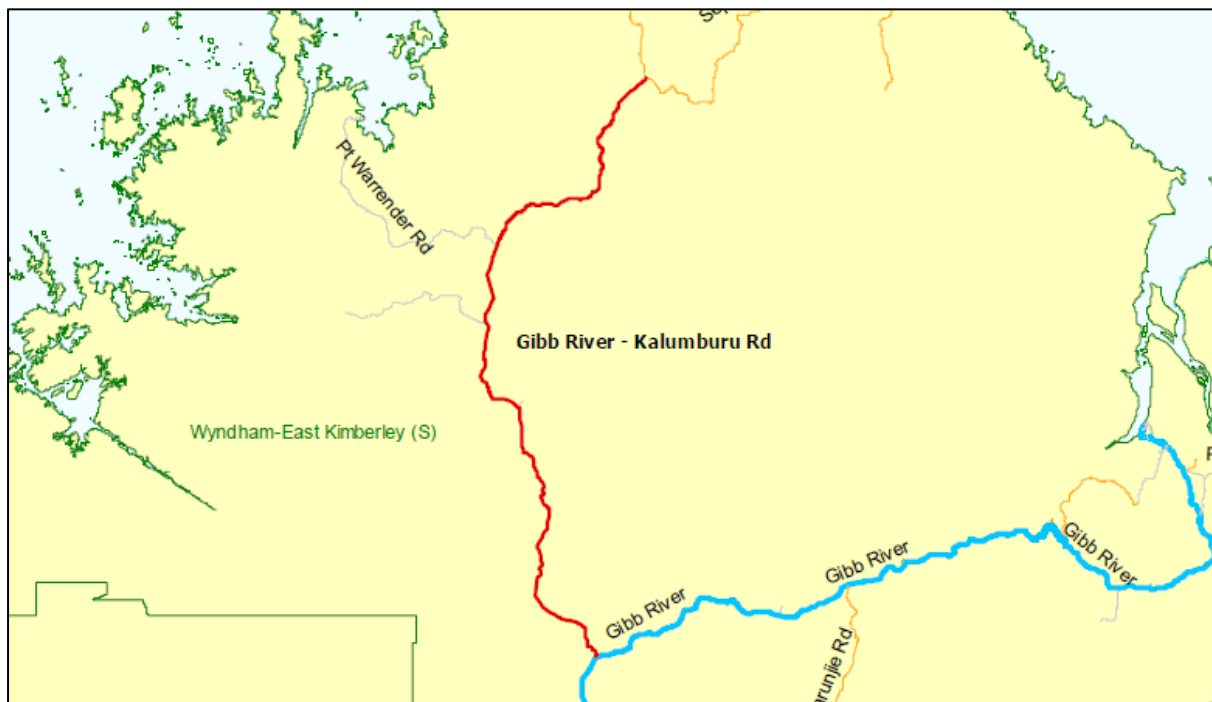 Pt Warrender Rd
Gibb River - Kalumburu Rd
Wyndham-East Kimberley (S)
Gibb River
Gibb River
Gibb River